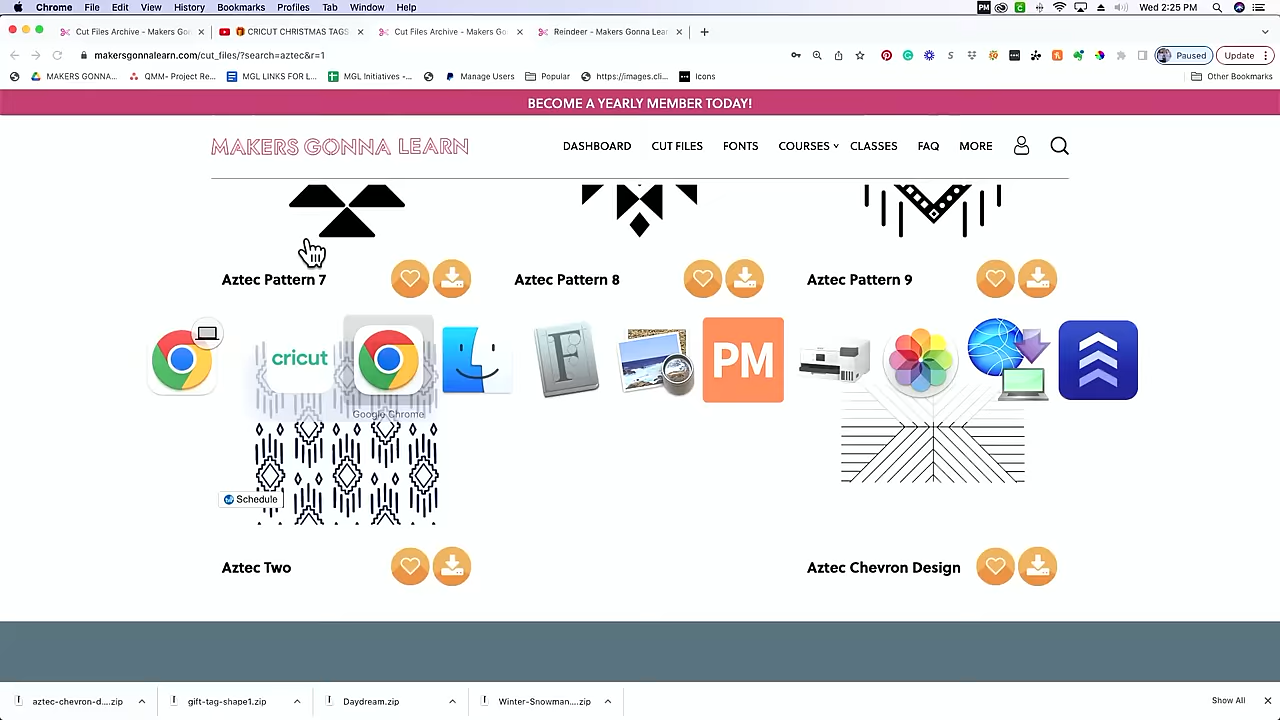 Chrome File Edit View History Bookmarks Profiles Tab Window Help PM Wed 2:25 PM
Cut Files Archive - Makers Gon CRICUT CHRISTMAS TAGS Cut Files Archive - Makers Go Reindeer - Makers Gonna Lear
makersgonnalearn.com/cut_files/?search=aztec&r=1 Paused Update
MAKERS GONNA... QMM- Project Re... MGL LINKS FOR L... MGL Initiatives -... Manage Users Popular https://images.cli... Icons Other Bookmarks
BECOME A YEARLY MEMBER TODAY!
MAKERS GONNA LEARN DASHBOARD CUT FILES FONTS COURSES CLASSES FAQ MORE
Aztec Pattern 7 Aztec Pattern 8 Aztec Pattern 9
cricut F PM
Google Chrome
Schedule
Aztec Two Aztec Chevron Design
aztec-chevron-d....zip gift-tag-shape1.zip Daydream.zip Winter-Snowman....zip Show All